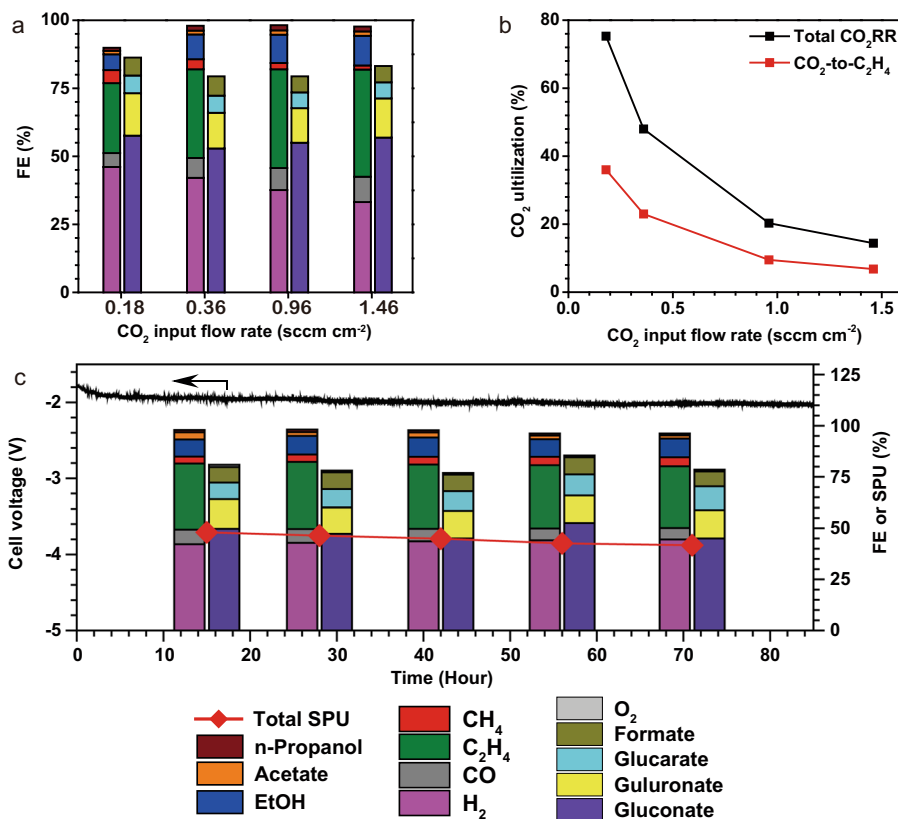 a
100
75
50
25
0
FE (%)
0.18 0.36 0.96 1.46
CO₂ input flow rate (sccm cm⁻²)
b
80
60
40
20
0
CO₂ ultilization (%)
Total CO₂RR
CO₂-to-C₂H₄
0.0 0.5 1.0 1.5
CO₂ input flow rate (sccm cm⁻²)
c
-2
-3
-4
-5
Cell voltage (V)
125
100
75
50
25
0
FE or SPU (%)
0 10 20 30 40 50 60 70 80
Time (Hour)
Total SPU
n-Propanol
Acetate
EtOH
CH₄
C₂H₄
CO
H₂
O₂
Formate
Glucarate
Guluronate
Gluconate